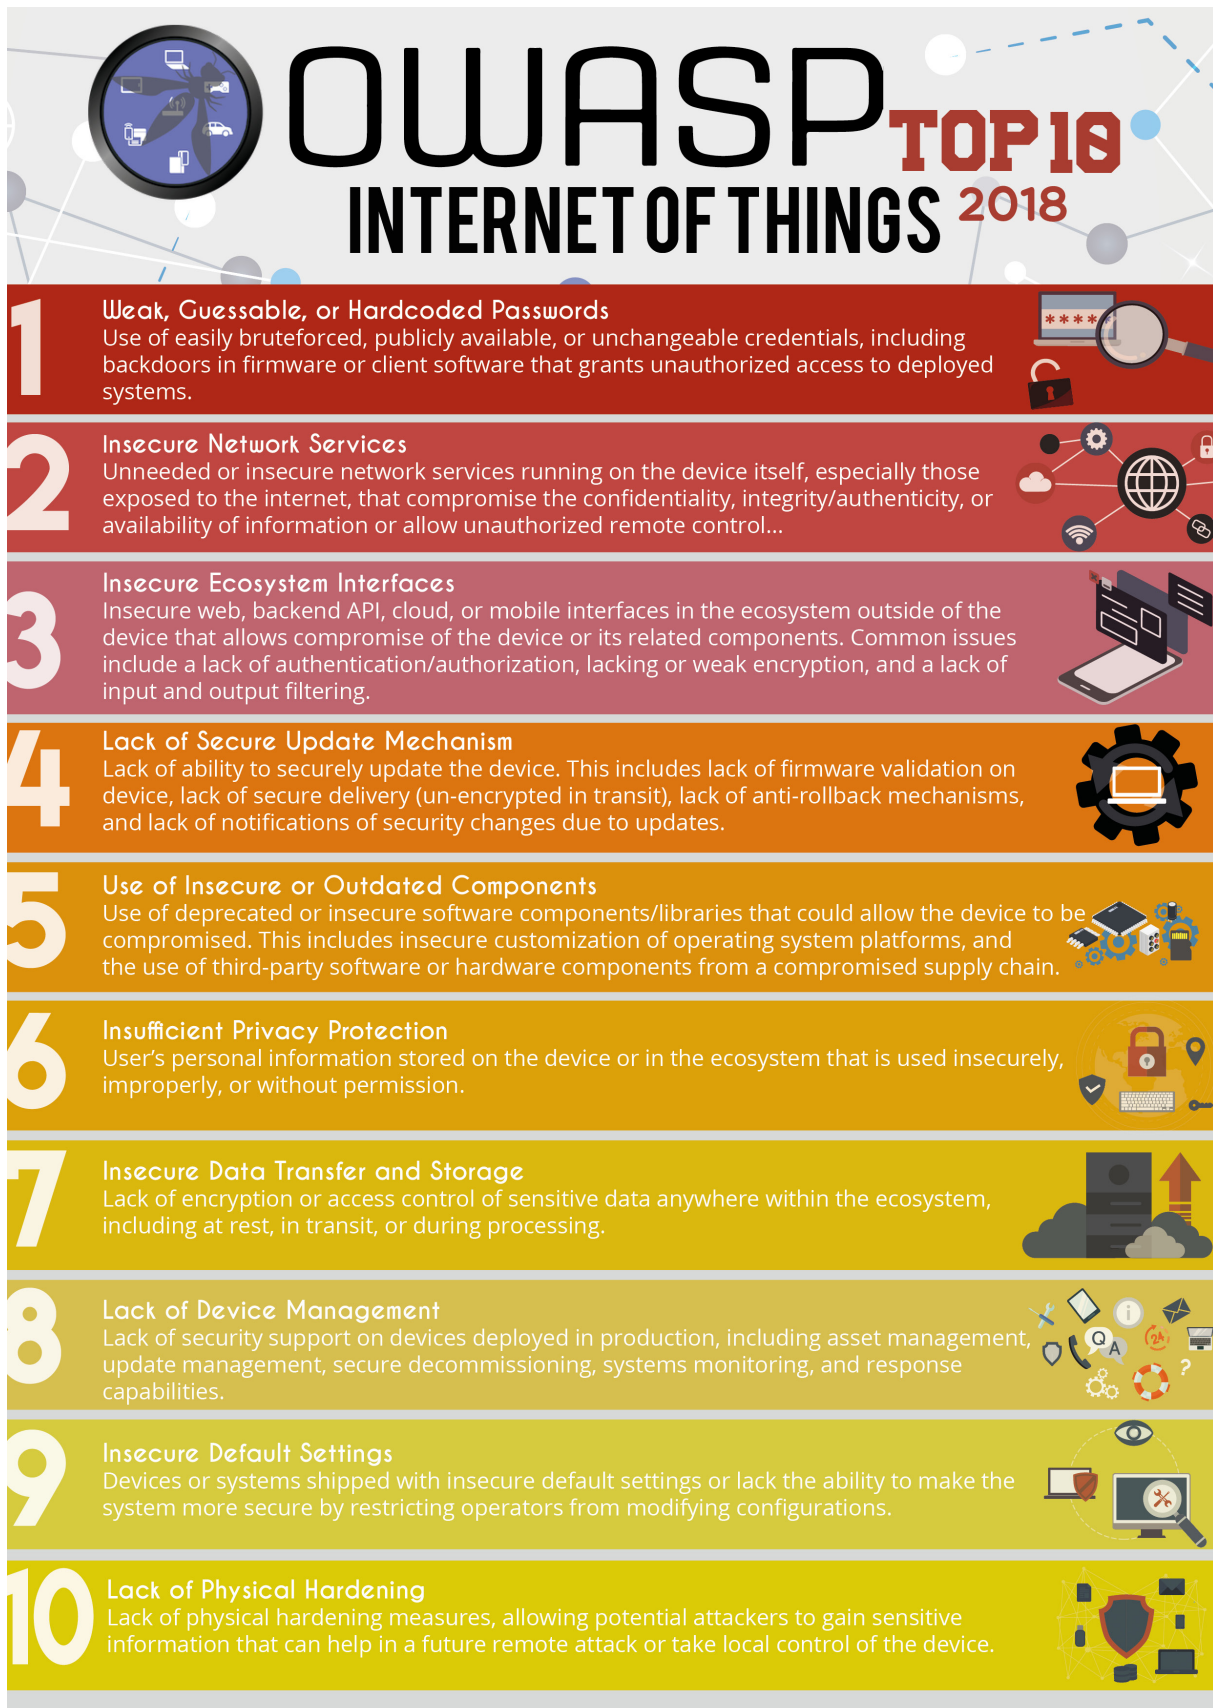 OWASP TOP 10
INTERNET OF THINGS 2018
1
Weak, Guessable, or Hardcoded Passwords
Use of easily bruteforced, publicly available, or unchangeable credentials, including
backdoors in firmware or client software that grants unauthorized access to deployed
systems.
****
2
Insecure Network Services
Unneeded or insecure network services running on the device itself, especially those
exposed to the internet, that compromise the confidentiality, integrity/authenticity, or
availability of information or allow unauthorized remote control...
3
Insecure Ecosystem Interfaces
Insecure web, backend API, cloud, or mobile interfaces in the ecosystem outside of the
device that allows compromise of the device or its related components. Common issues
include a lack of authentication/authorization, lacking or weak encryption, and a lack of
input and output filtering.
4
Lack of Secure Update Mechanism
Lack of ability to securely update the device. This includes lack of firmware validation on
device, lack of secure delivery (un-encrypted in transit), lack of anti-rollback mechanisms,
and lack of notifications of security changes due to updates.
5
Use of Insecure or Outdated Components
Use of deprecated or insecure software components/libraries that could allow the device to be
compromised. This includes insecure customization of operating system platforms, and
the use of third-party software or hardware components from a compromised supply chain.
6
Insufficient Privacy Protection
User’s personal information stored on the device or in the ecosystem that is used insecurely,
improperly, or without permission.
7
Insecure Data Transfer and Storage
Lack of encryption or access control of sensitive data anywhere within the ecosystem,
including at rest, in transit, or during processing.
8
Lack of Device Management
Lack of security support on devices deployed in production, including asset management,
update management, secure decommissioning, systems monitoring, and response
capabilities.
i
Q
A
24
?
9
Insecure Default Settings
Devices or systems shipped with insecure default settings or lack the ability to make the
system more secure by restricting operators from modifying configurations.
10
Lack of Physical Hardening
Lack of physical hardening measures, allowing potential attackers to gain sensitive
information that can help in a future remote attack or take local control of the device.